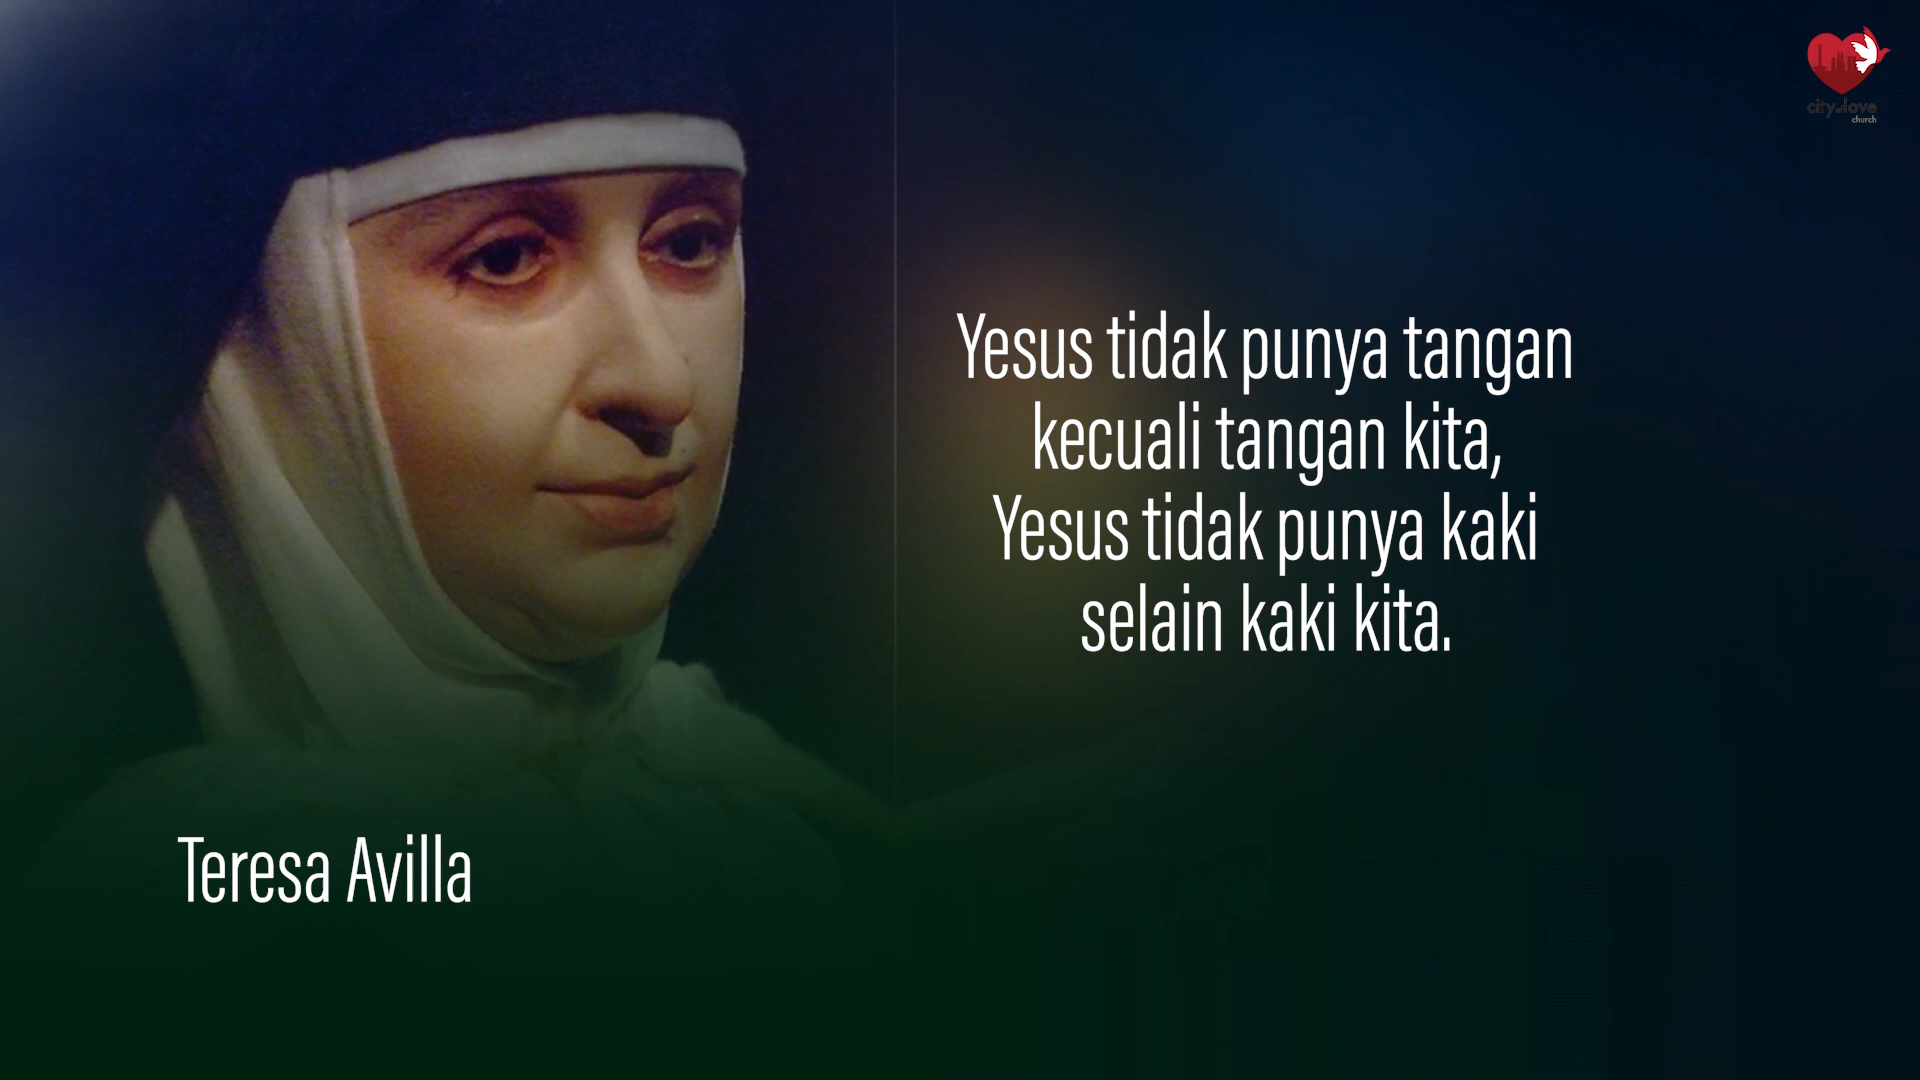 city of love
church
Yesus tidak punya tangan
kecuali tangan kita,
Yesus tidak punya kaki
selain kaki kita.
Teresa Avilla